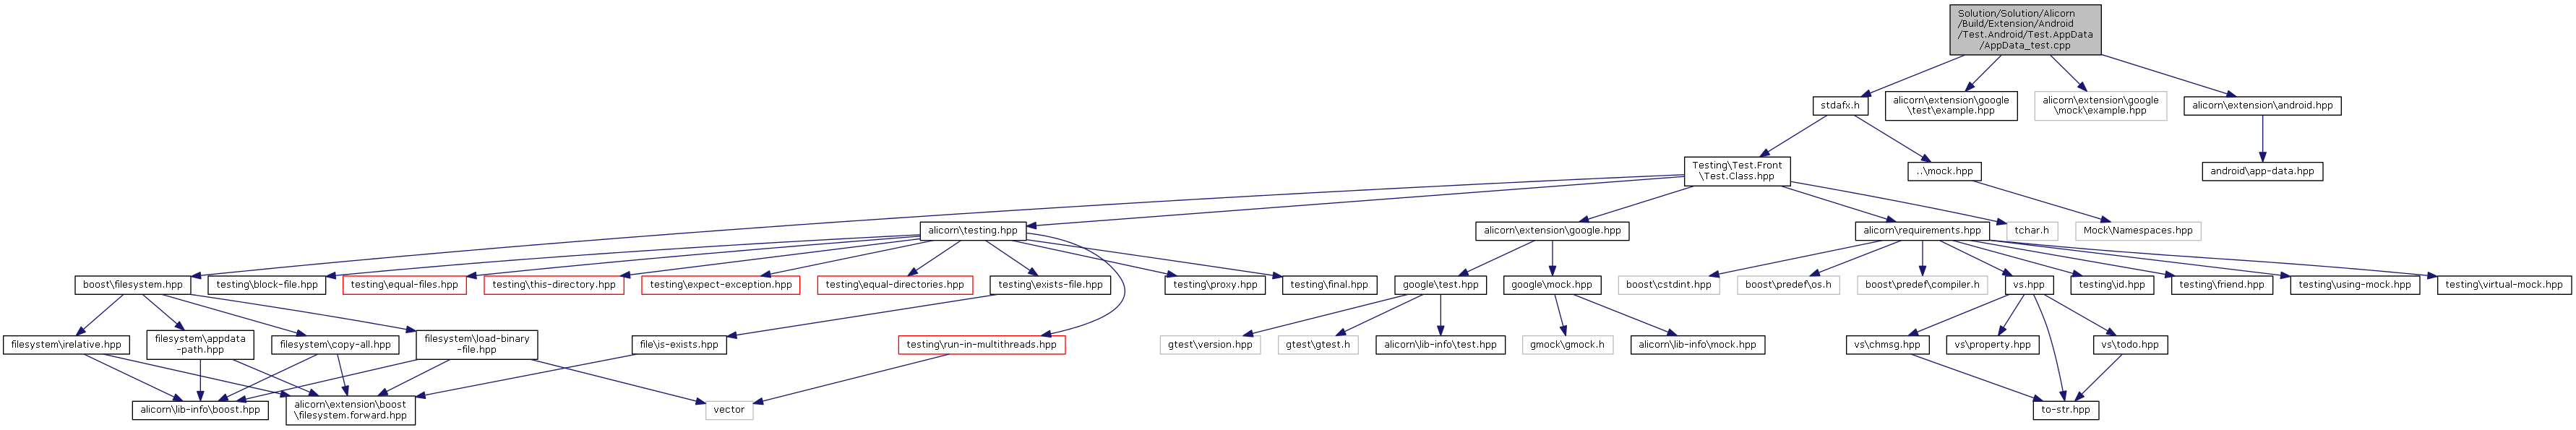 Solution/Solution/Alicorn
/Build/Extension/Android
/Test.Android/Test.AppData
/AppData_test.cpp
stdafx.h
alicorn\extension\google
\test\example.hpp
alicorn\extension\google
\mock\example.hpp
alicorn\extension\android.hpp
Testing\Test.Front
\Test.Class.hpp
..\mock.hpp
android\app-data.hpp
alicorn\testing.hpp
alicorn\extension\google.hpp
alicorn\requirements.hpp
tchar.h
Mock\Namespaces.hpp
boost\filesystem.hpp
testing\block-file.hpp
testing\equal-files.hpp
testing\this-directory.hpp
testing\expect-exception.hpp
testing\equal-directories.hpp
testing\exists-file.hpp
testing\proxy.hpp
testing\final.hpp
google\test.hpp
google\mock.hpp
boost\cstdint.hpp
boost\predef\os.h
boost\predef\compiler.h
vs.hpp
testing\id.hpp
testing\friend.hpp
testing\using-mock.hpp
testing\virtual-mock.hpp
filesystem\irelative.hpp
filesystem\appdata
-path.hpp
filesystem\copy-all.hpp
filesystem\load-binary
-file.hpp
file\is-exists.hpp
testing\run-in-multithreads.hpp
gtest\version.hpp
gtest\gtest.h
alicorn\lib-info\test.hpp
gmock\gmock.h
alicorn\lib-info\mock.hpp
vs\chmsg.hpp
vs\property.hpp
vs\todo.hpp
alicorn\lib-info\boost.hpp
alicorn\extension\boost
\filesystem.forward.hpp
vector
to-str.hpp